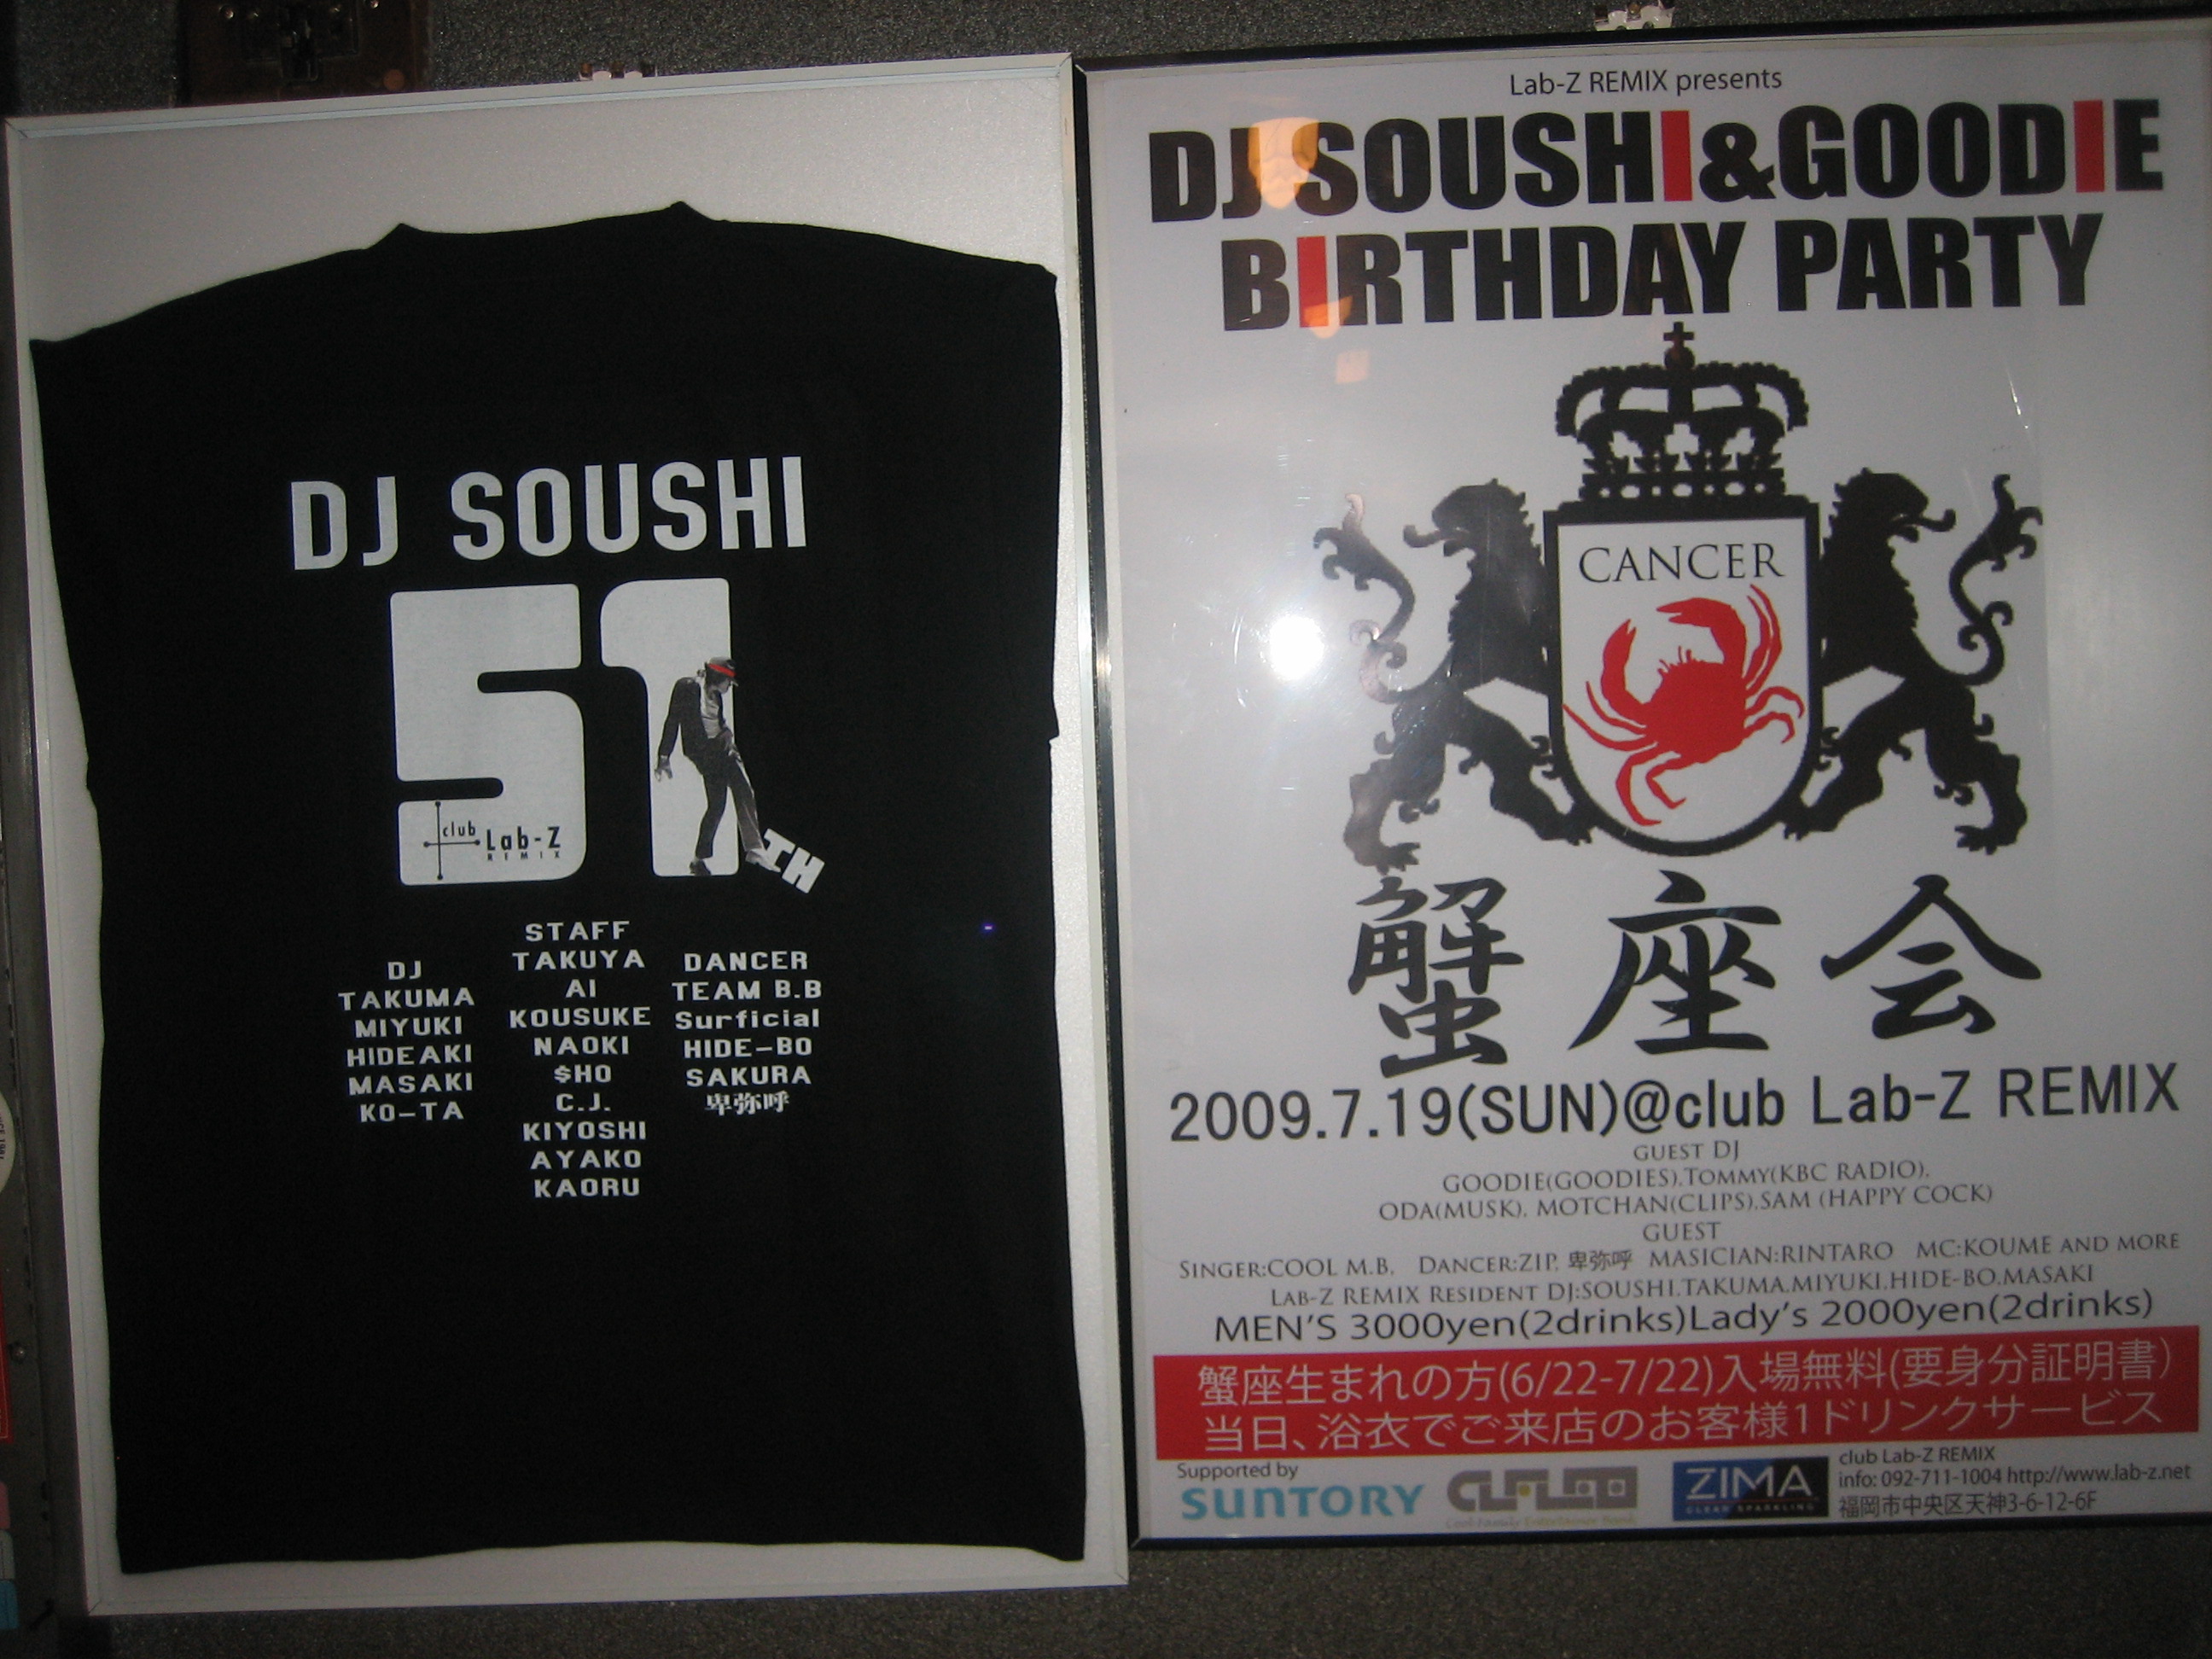 DJ SOUSHI
51
TH
club
Lab-Z
REMIX
DJ
TAKUMA
MIYUKI
HIDEAKI
MASAKI
KO-TA
STAFF
TAKUYA
AI
KOUSUKE
NAOKI
$HO
C.J.
KIYOSHI
AYAKO
KAORU
DANCER
TEAM B.B
Surficial
HIDE-BO
SAKURA
卑弥呼
Lab-Z REMIX presents
DJ SOUSHI&GOODIE
BIRTHDAY PARTY
CANCER
蟹座会
2009.7.19(SUN)@club Lab-Z REMIX
GUEST DJ
GOODIE(GOODIES).TOMMY(KBC RADIO).
ODA(MUSK). MOTCHAN(CLIPS).SAM (HAPPY COCK)
GUEST
SINGER:COOL M.B. DANCER:ZIP. 卑弥呼 MASICIAN:RINTARO MC:KOUME AND MORE
LAB-Z REMIX RESIDENT DJ:SOUSHI.TAKUMA.MIYUKI.HIDE-BO.MASAKI
MEN'S 3000yen(2drinks)Lady's 2000yen(2drinks)
蟹座生まれの方(6/22-7/22)入場無料(要身分証明書)
当日、浴衣でご来店のお客様1ドリンクサービス
Supported by
SUNTORY
ZIMA
CLEAR SPARKLING
club Lab-Z REMIX
info: 092-711-1004 http://www.lab-z.net
福岡市中央区天神3-6-12-6F